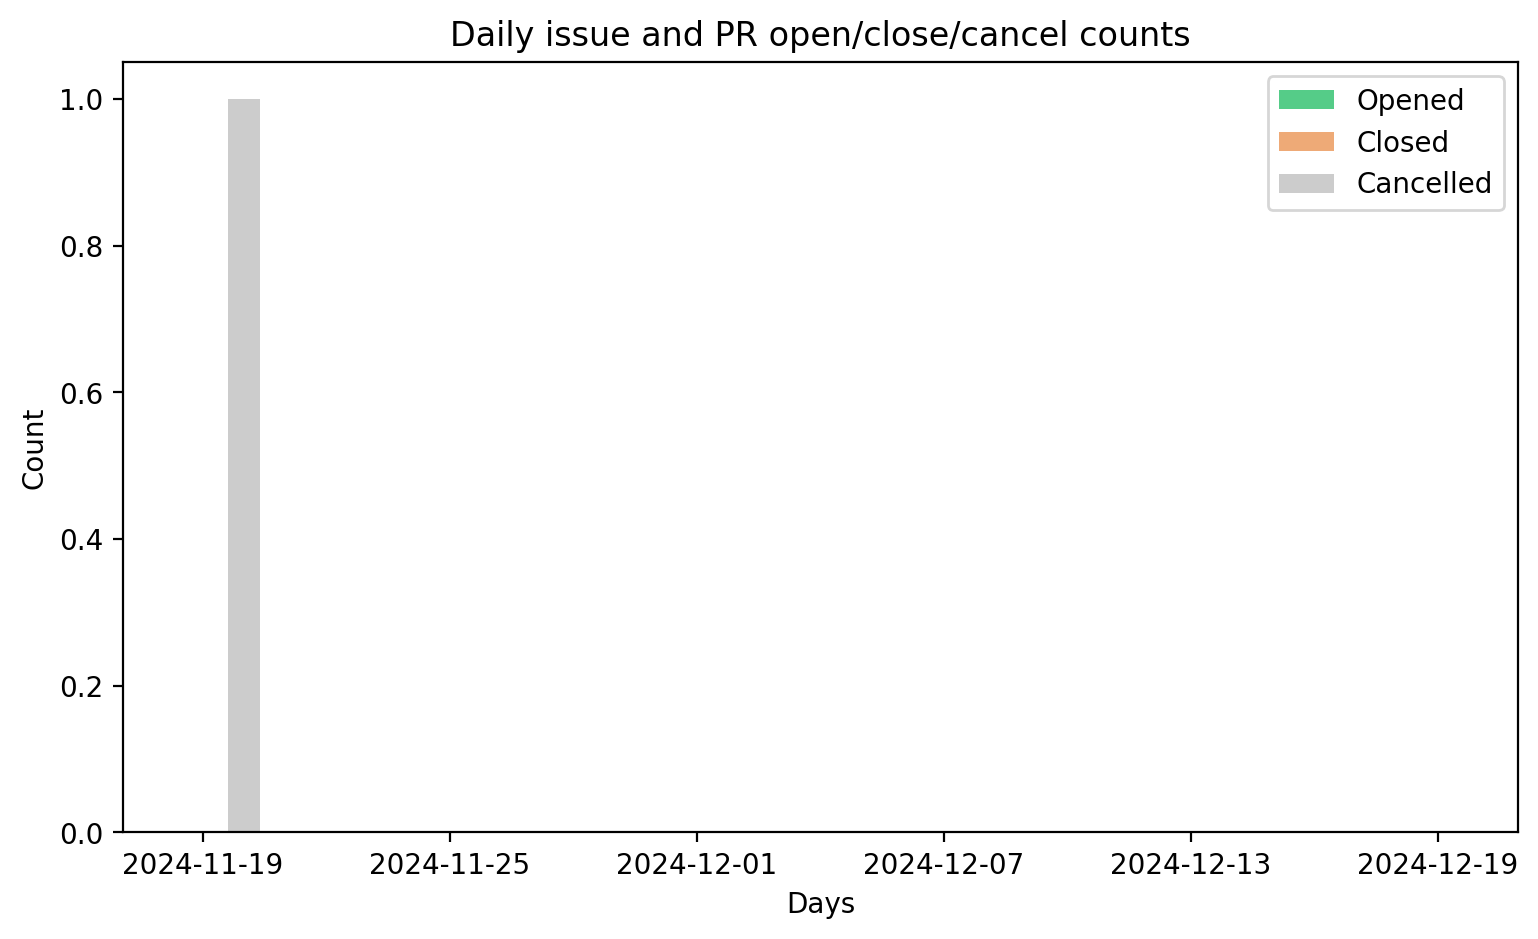 Daily issue and PR open/close/cancel counts
Opened
Closed
Cancelled
1.0
0.8
0.6
0.4
0.2
0.0
Count
2024-11-19
2024-11-25
2024-12-01
2024-12-07
2024-12-13
2024-12-19
Days